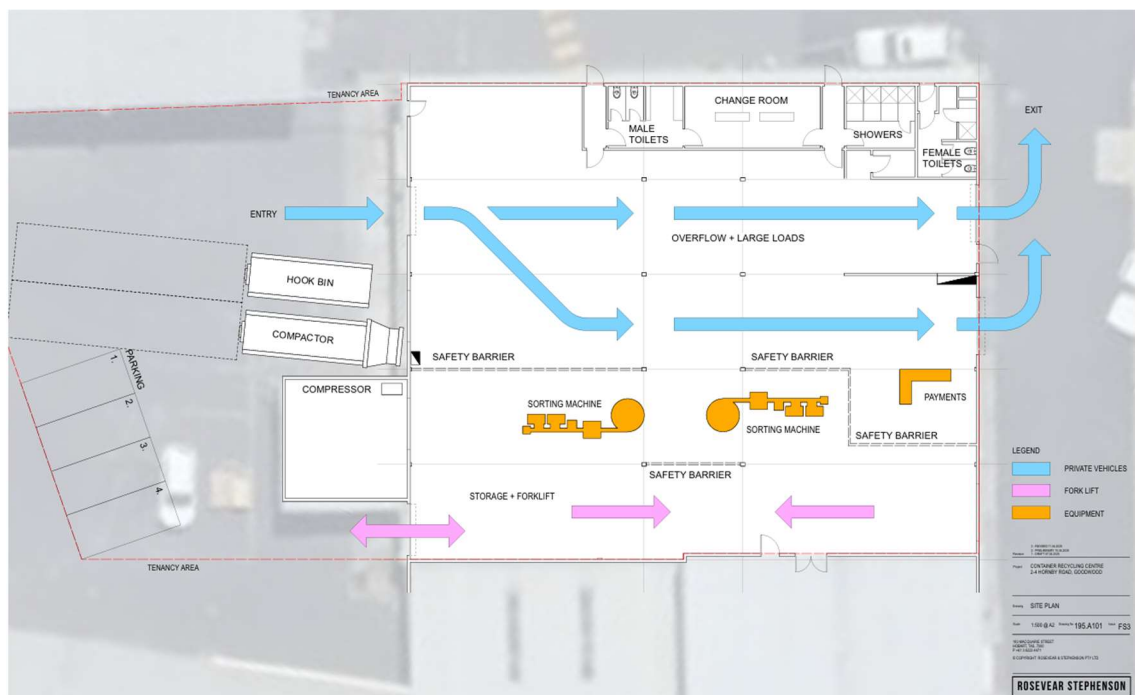 TENANCY AREA
CHANGE ROOM
MALE
TOILETS
SHOWERS
FEMALE
TOILETS
EXIT
ENTRY
OVERFLOW + LARGE LOADS
HOOK BIN
COMPACTOR
PARKING
1.
2.
3.
4.
SAFETY BARRIER
SAFETY BARRIER
COMPRESSOR
SORTING MACHINE
SORTING MACHINE
PAYMENTS
SAFETY BARRIER
SAFETY BARRIER
STORAGE + FORKLIFT
TENANCY AREA
LEGEND
PRIVATE VEHICLES
FORK LIFT
EQUIPMENT
CONTAINER RECYCLING CENTRE
2-4 HORNBY ROAD, GOODWOOD
SITE PLAN
195.A101
FS3
ROSEVEAR STEPHENSON